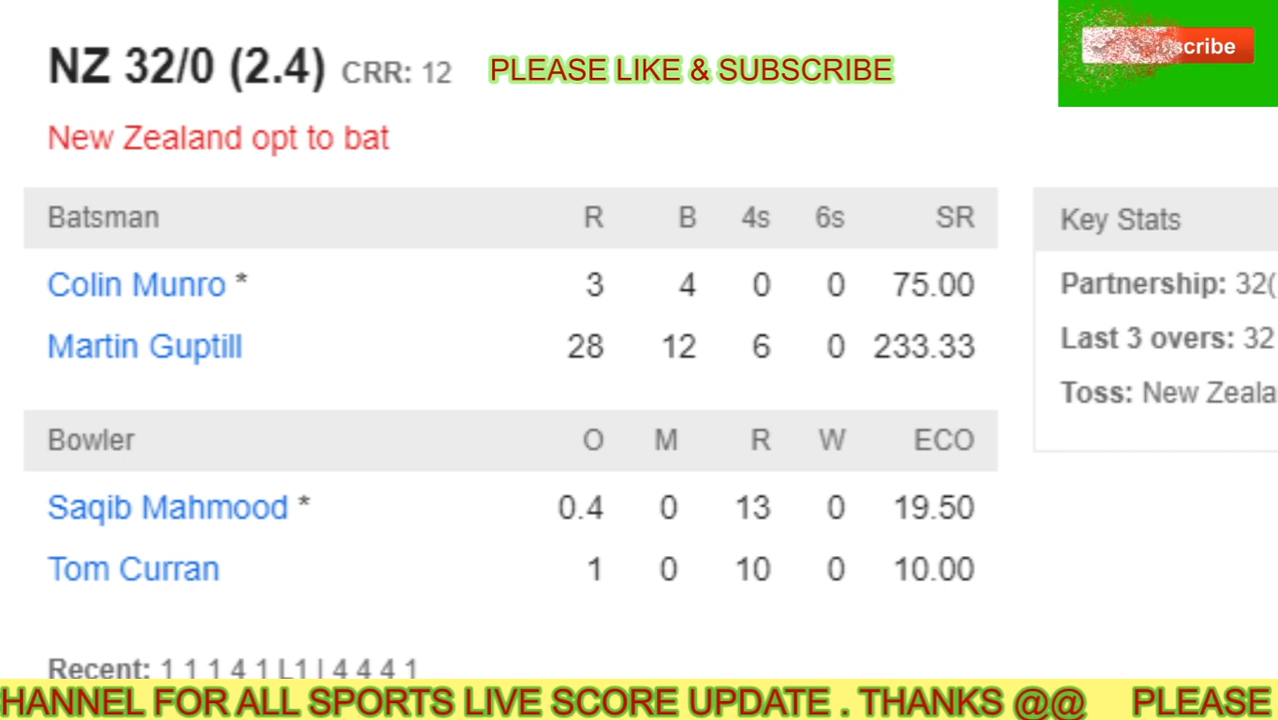 NZ 32/0 (2.4) CRR: 12 PLEASE LIKE & SUBSCRIBE
New Zealand opt to bat
Batsman R B 4s 6s SR
Colin Munro * 3 4 0 0 75.00
Martin Guptill 28 12 6 0 233.33
Bowler O M R W ECO
Saqib Mahmood * 0.4 0 13 0 19.50
Tom Curran 1 0 10 0 10.00
Recent: 1 1 1 4 1 L1 | 4 4 4 1
Key Stats
Partnership: 32(
Last 3 overs: 32
Toss: New Zeala
HANNEL FOR ALL SPORTS LIVE SCORE UPDATE . THANKS @@ PLEASE